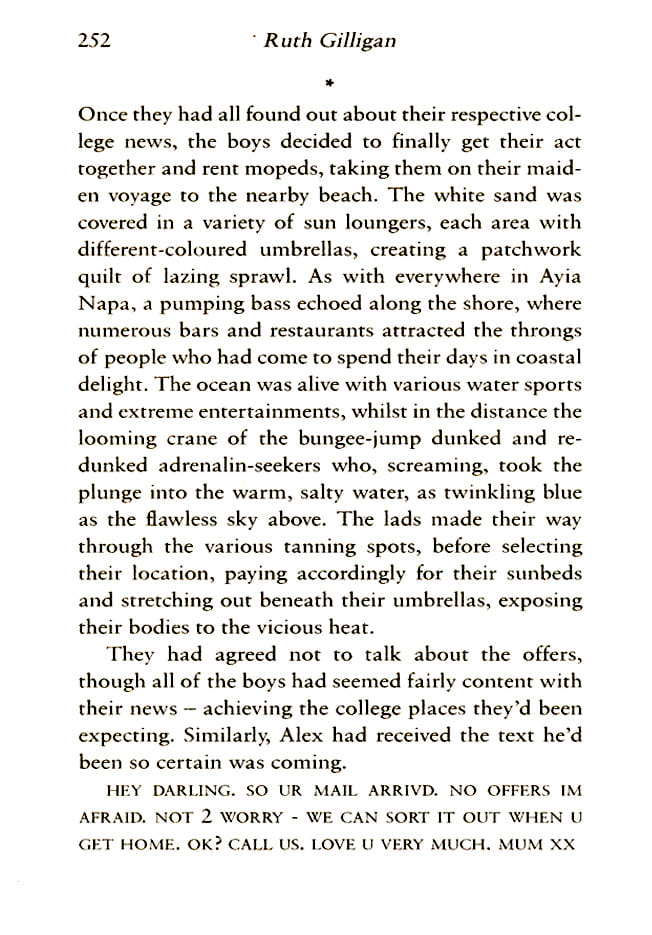 252 Ruth Gilligan
*
Once they had all found out about their respective col-
lege news, the boys decided to finally get their act
together and rent mopeds, taking them on their maid-
en voyage to the nearby beach. The white sand was
covered in a variety of sun loungers, each area with
different-coloured umbrellas, creating a patchwork
quilt of lazing sprawl. As with everywhere in Ayia
Napa, a pumping bass echoed along the shore, where
numerous bars and restaurants attracted the throngs
of people who had come to spend their days in coastal
delight. The ocean was alive with various water sports
and extreme entertainments, whilst in the distance the
looming crane of the bungee-jump dunked and re-
dunked adrenalin-seekers who, screaming, took the
plunge into the warm, salty water, as twinkling blue
as the flawless sky above. The lads made their way
through the various tanning spots, before selecting
their location, paying accordingly for their sunbeds
and stretching out beneath their umbrellas, exposing
their bodies to the vicious heat.
They had agreed not to talk about the offers,
though all of the boys had seemed fairly content with
their news – achieving the college places they'd been
expecting. Similarly, Alex had received the text he'd
been so certain was coming.
HEY DARLING. SO UR MAIL ARRIVD. NO OFFERS IM
AFRAID. NOT 2 WORRY - WE CAN SORT IT OUT WHEN U
GET HOME. OK? CALL US. LOVE U VERY MUCH. MUM XX